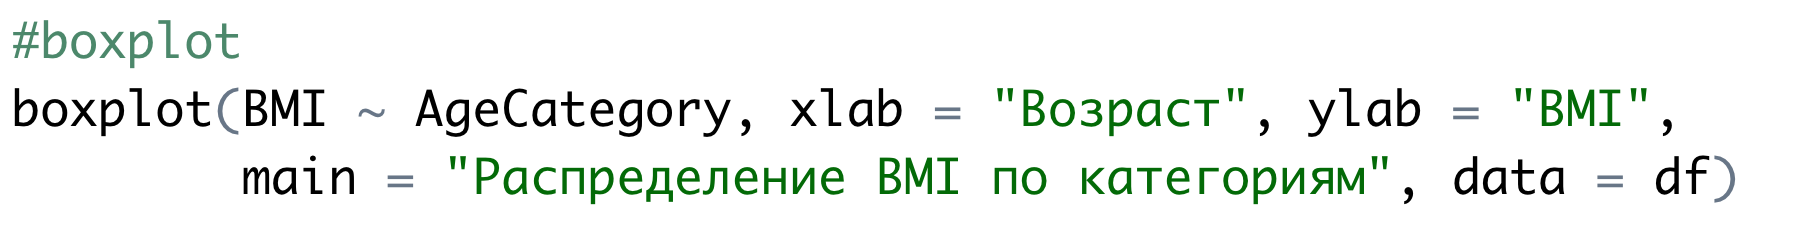 #boxplot
boxplot(BMI ~ AgeCategory, xlab = "Возраст", ylab = "BMI",
main = "Распределение BMI по категориям", data = df)